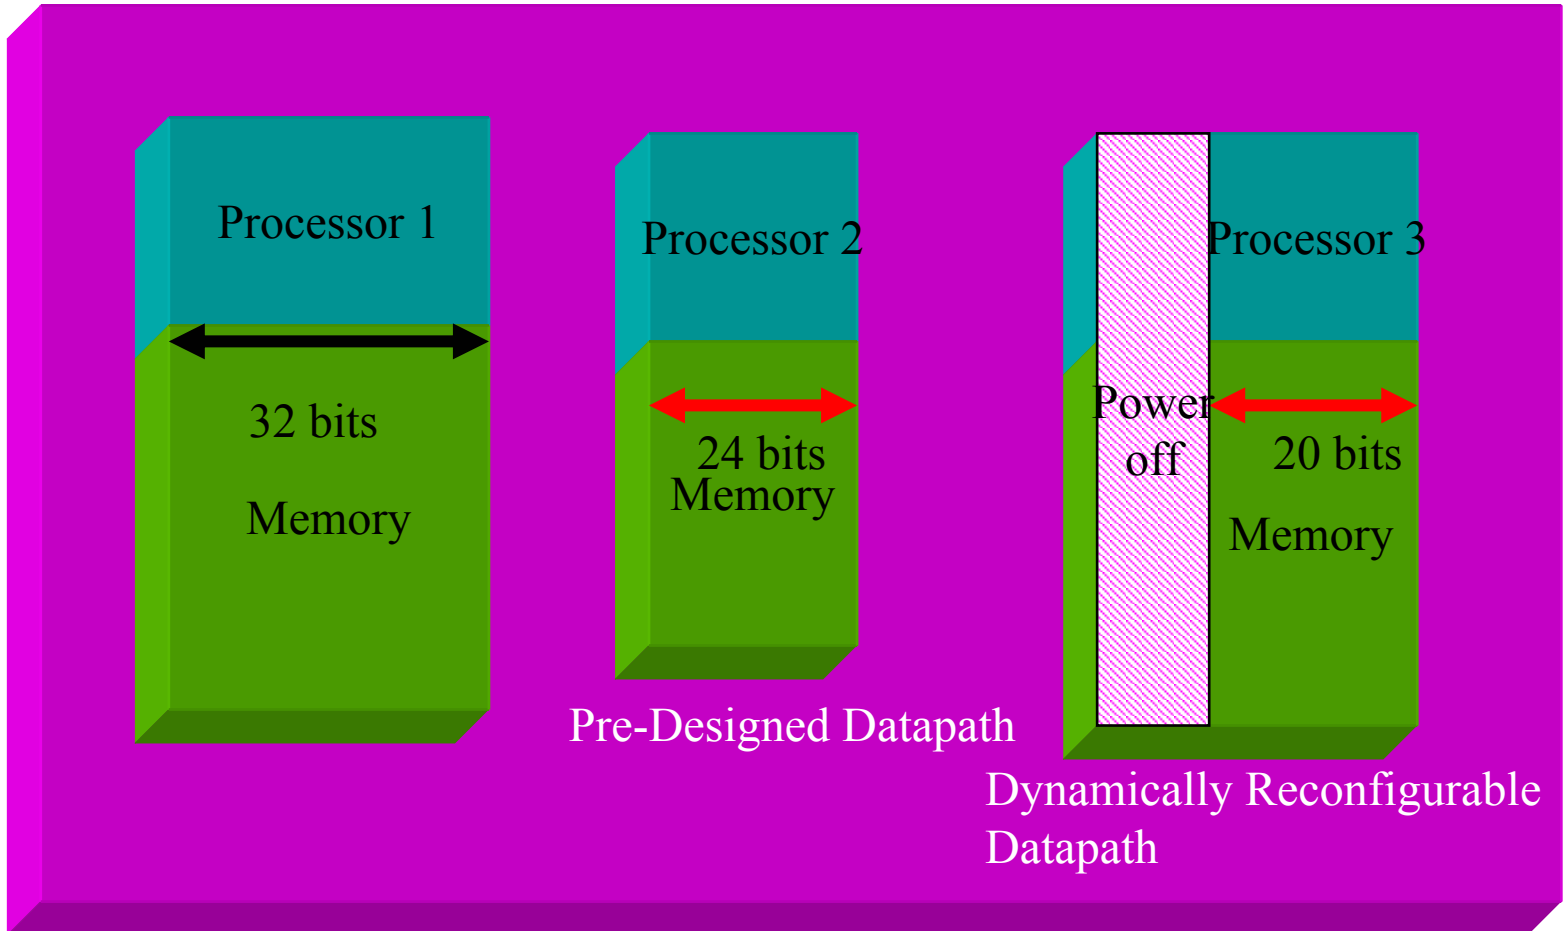 Processor 1
32 bits
Memory
Processor 2
24 bits
Memory
Pre-Designed Datapath
Processor 3
Power
off
20 bits
Memory
Dynamically Reconfigurable
Datapath